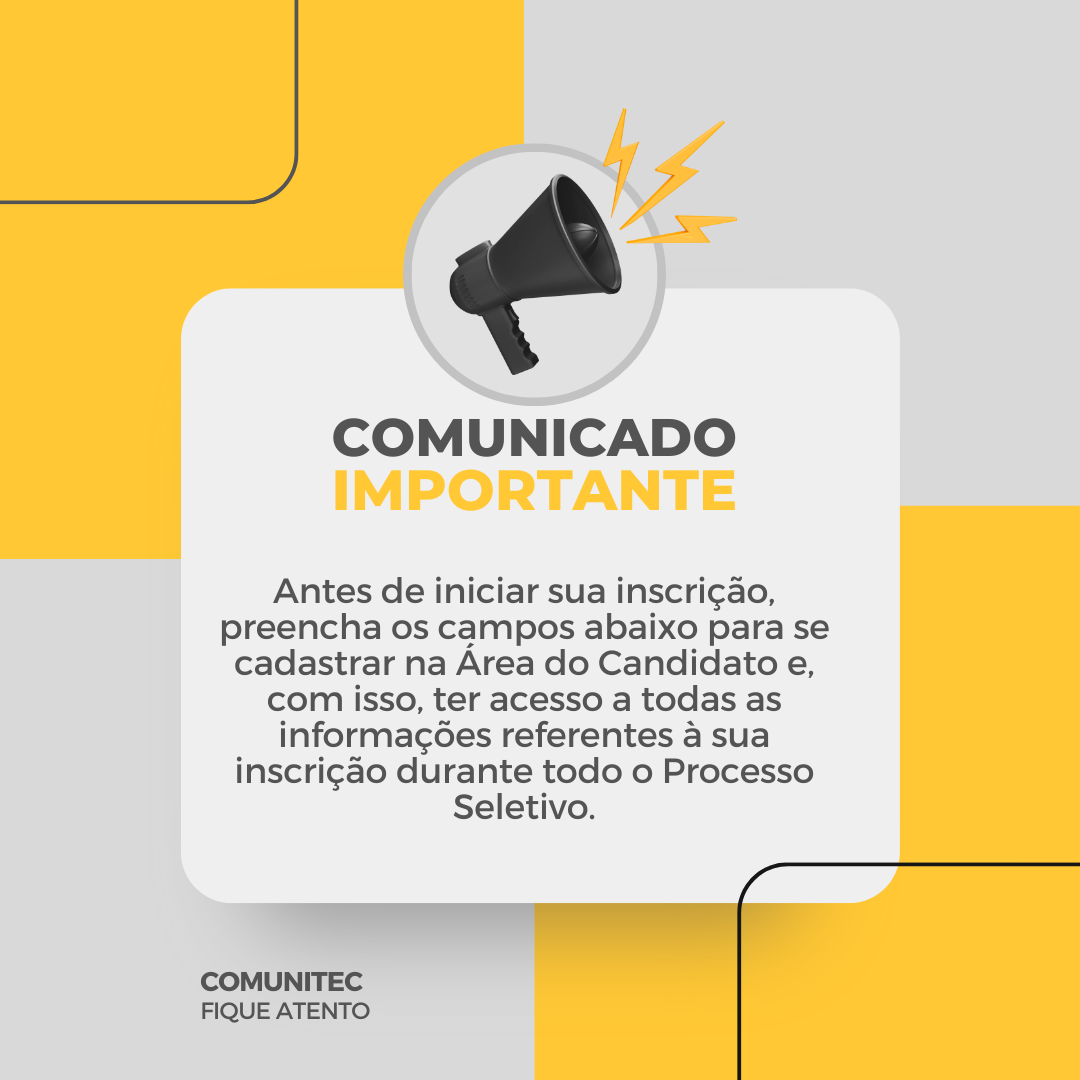 COMUNICADO
IMPORTANTE
Antes de iniciar sua inscrição,
preencha os campos abaixo para se
cadastrar na Área do Candidato e,
com isso, ter acesso a todas as
informações referentes à sua
inscrição durante todo o Processo
Seletivo.
COMUNITEC
FIQUE ATENTO